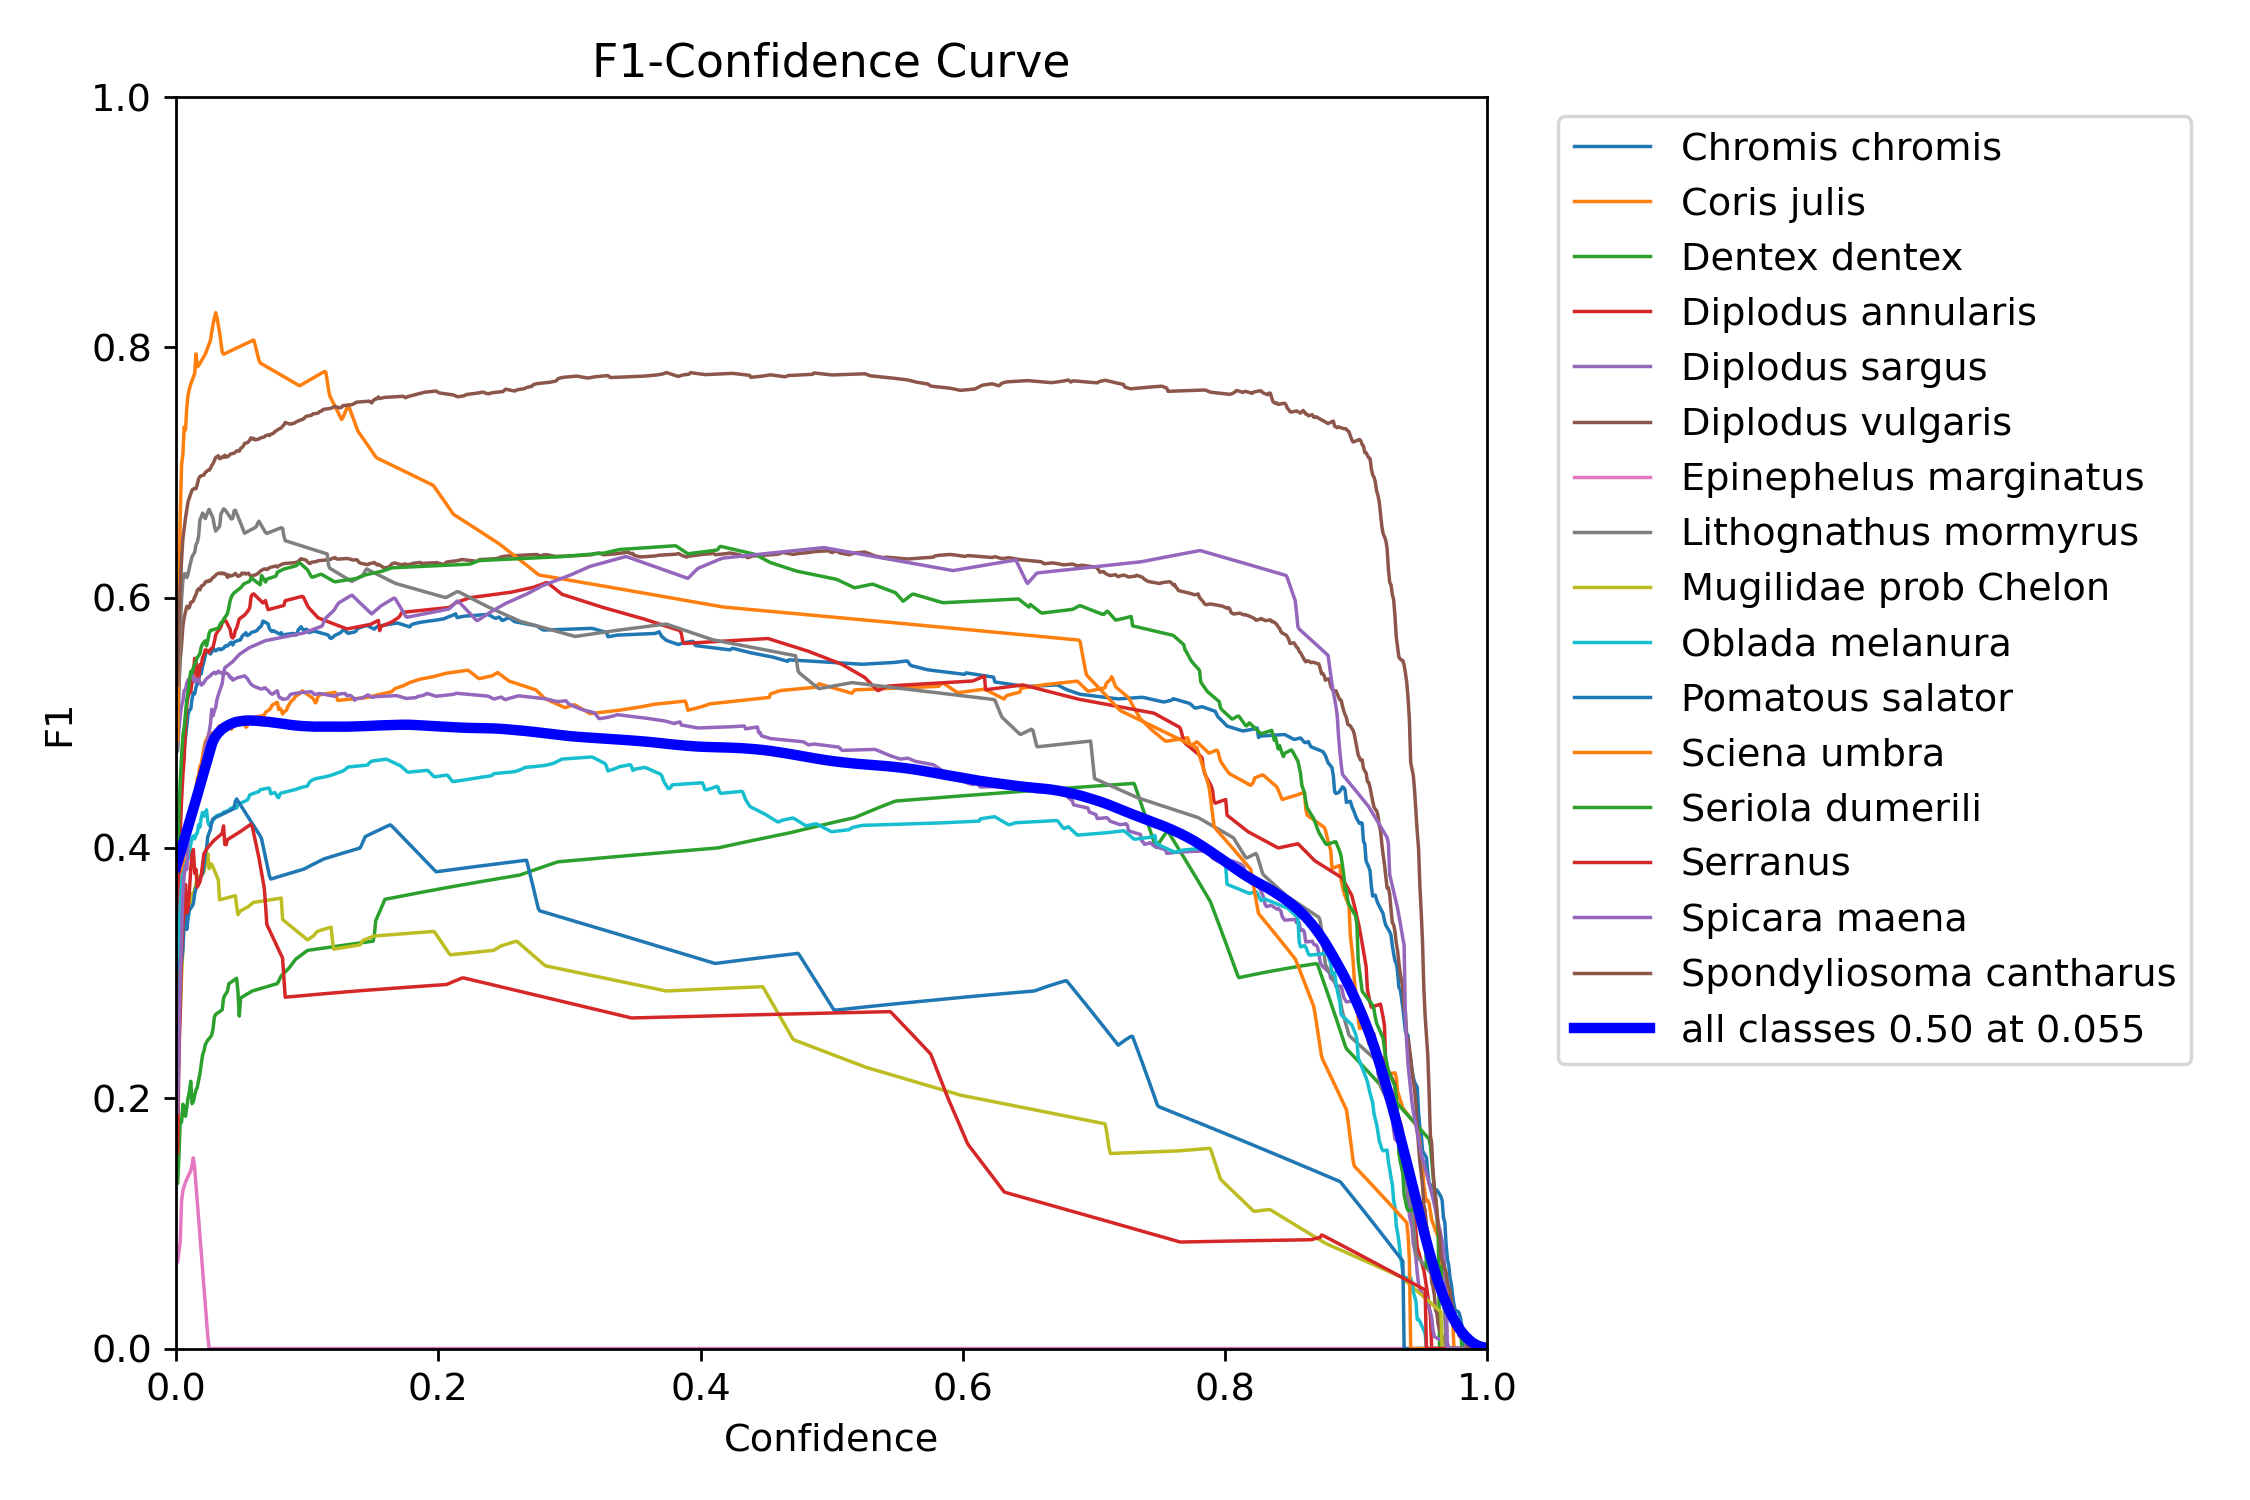 F1-Confidence Curve
1.0
0.8
0.6
0.4
0.2
0.0
F1
0.0 0.2 0.4 0.6 0.8 1.0
Confidence
Chromis chromis
Coris julis
Dentex dentex
Diplodus annularis
Diplodus sargus
Diplodus vulgaris
Epinephelus marginatus
Lithognathus mormyrus
Mugilidae prob Chelon
Oblada melanura
Pomatous salator
Sciena umbra
Seriola dumerili
Serranus
Spicara maena
Spondyliosoma cantharus
all classes 0.50 at 0.055